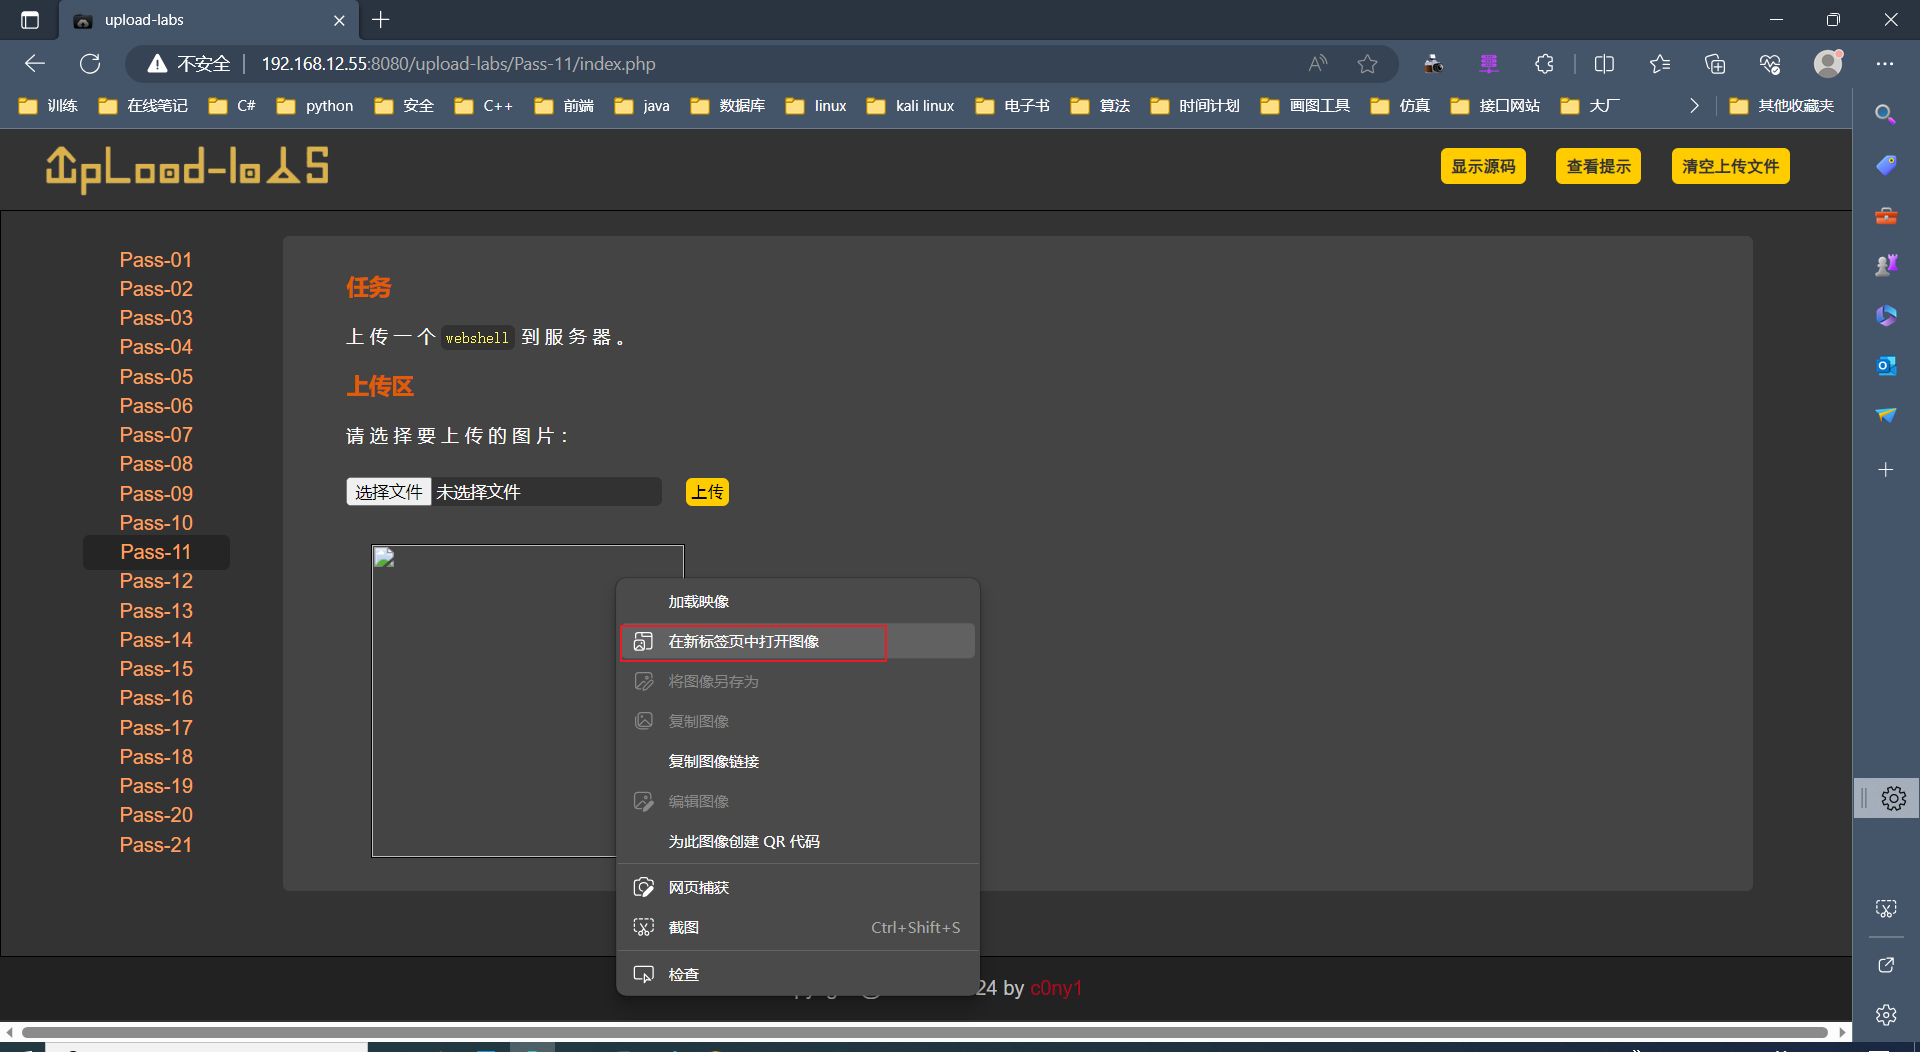 upload-labs
不安全
192.168.12.55:8080/upload-labs/Pass-11/index.php
训练 在线笔记 C# python 安全 C++ 前端 java 数据库 linux kali linux 电子书 算法 时间计划 画图工具 仿真 接口网站 大厂 其他收藏夹
UpLoad-labs
显示源码 查看提示 清空上传文件
Pass-01
Pass-02
Pass-03
Pass-04
Pass-05
Pass-06
Pass-07
Pass-08
Pass-09
Pass-10
Pass-11
Pass-12
Pass-13
Pass-14
Pass-15
Pass-16
Pass-17
Pass-18
Pass-19
Pass-20
Pass-21
任务
上传一个 webshell 到服务器。
上传区
请选择要上传的图片：
选择文件 未选择文件 上传
加载映像
在新标签页中打开图像
将图像另存为
复制图像
复制图像链接
编辑图像
为此图像创建 QR 代码
网页捕获
截图 Ctrl+Shift+S
检查
24 by c0ny1